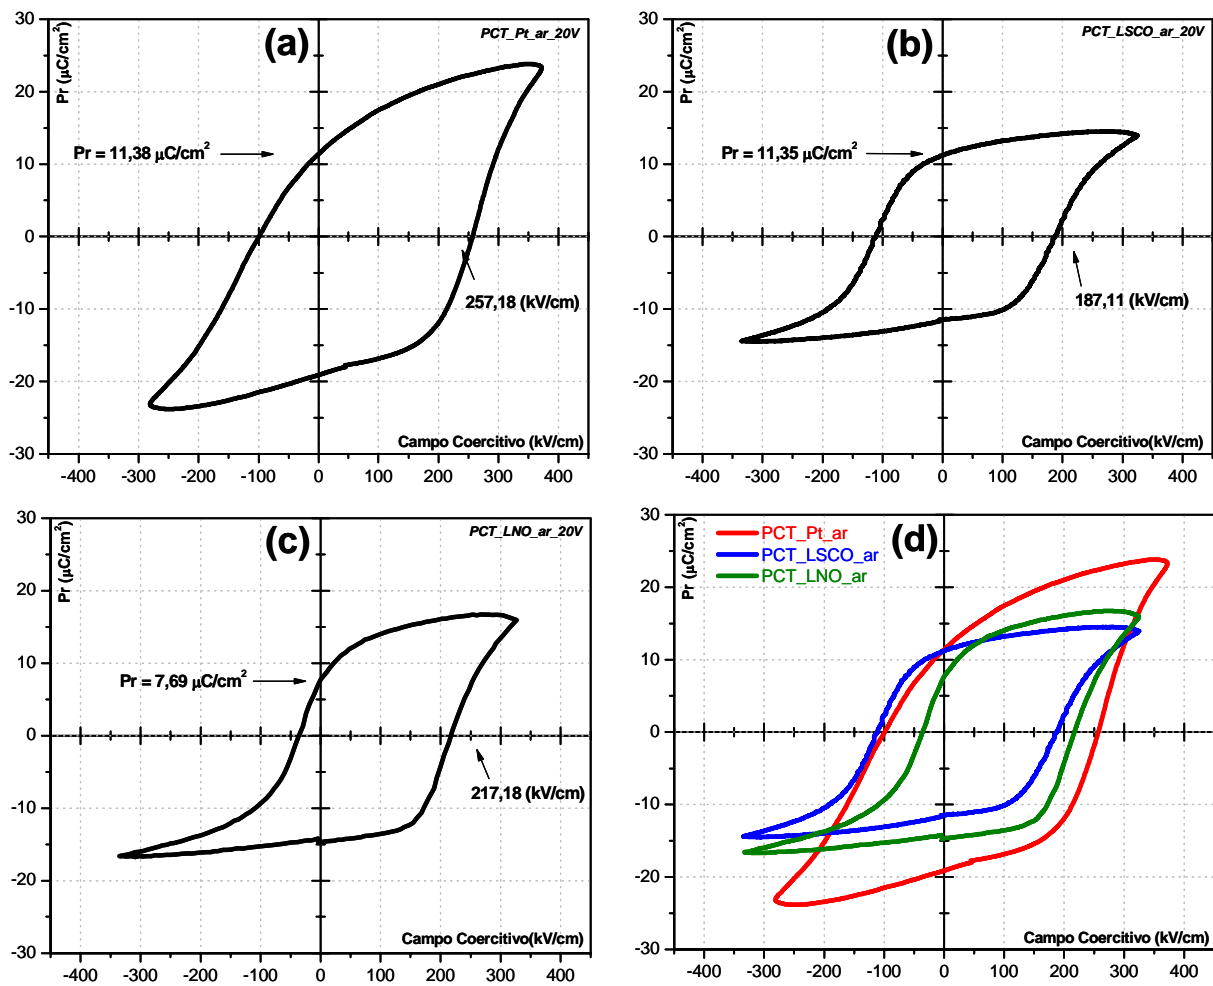 (a)
PCT_Pt_ar_20V
Pr (μC/cm²)
Pr = 11,38 μC/cm²
257,18 (kV/cm)
Campo Coercitivo (kV/cm)
30
20
10
0
-10
-20
-30
-400 -300 -200 -100 0 100 200 300 400
(b)
PCT_LSCO_ar_20V
Pr (μC/cm²)
Pr = 11,35 μC/cm²
187,11 (kV/cm)
Campo Coercitivo(kV/cm)
30
20
10
0
-10
-20
-30
-400 -300 -200 -100 0 100 200 300 400
(c)
PCT_LNO_ar_20V
Pr (μC/cm²)
Pr = 7,69 μC/cm²
217,18 (kV/cm)
Campo Coercitivo(kV/cm)
30
20
10
0
-10
-20
-30
-400 -300 -200 -100 0 100 200 300 400
(d)
PCT_Pt_ar
PCT_LSCO_ar
PCT_LNO_ar
Pr (μC/cm²)
Campo Coercitivo (kV/cm)
30
20
10
0
-10
-20
-30
-400 -300 -200 -100 0 100 200 300 400